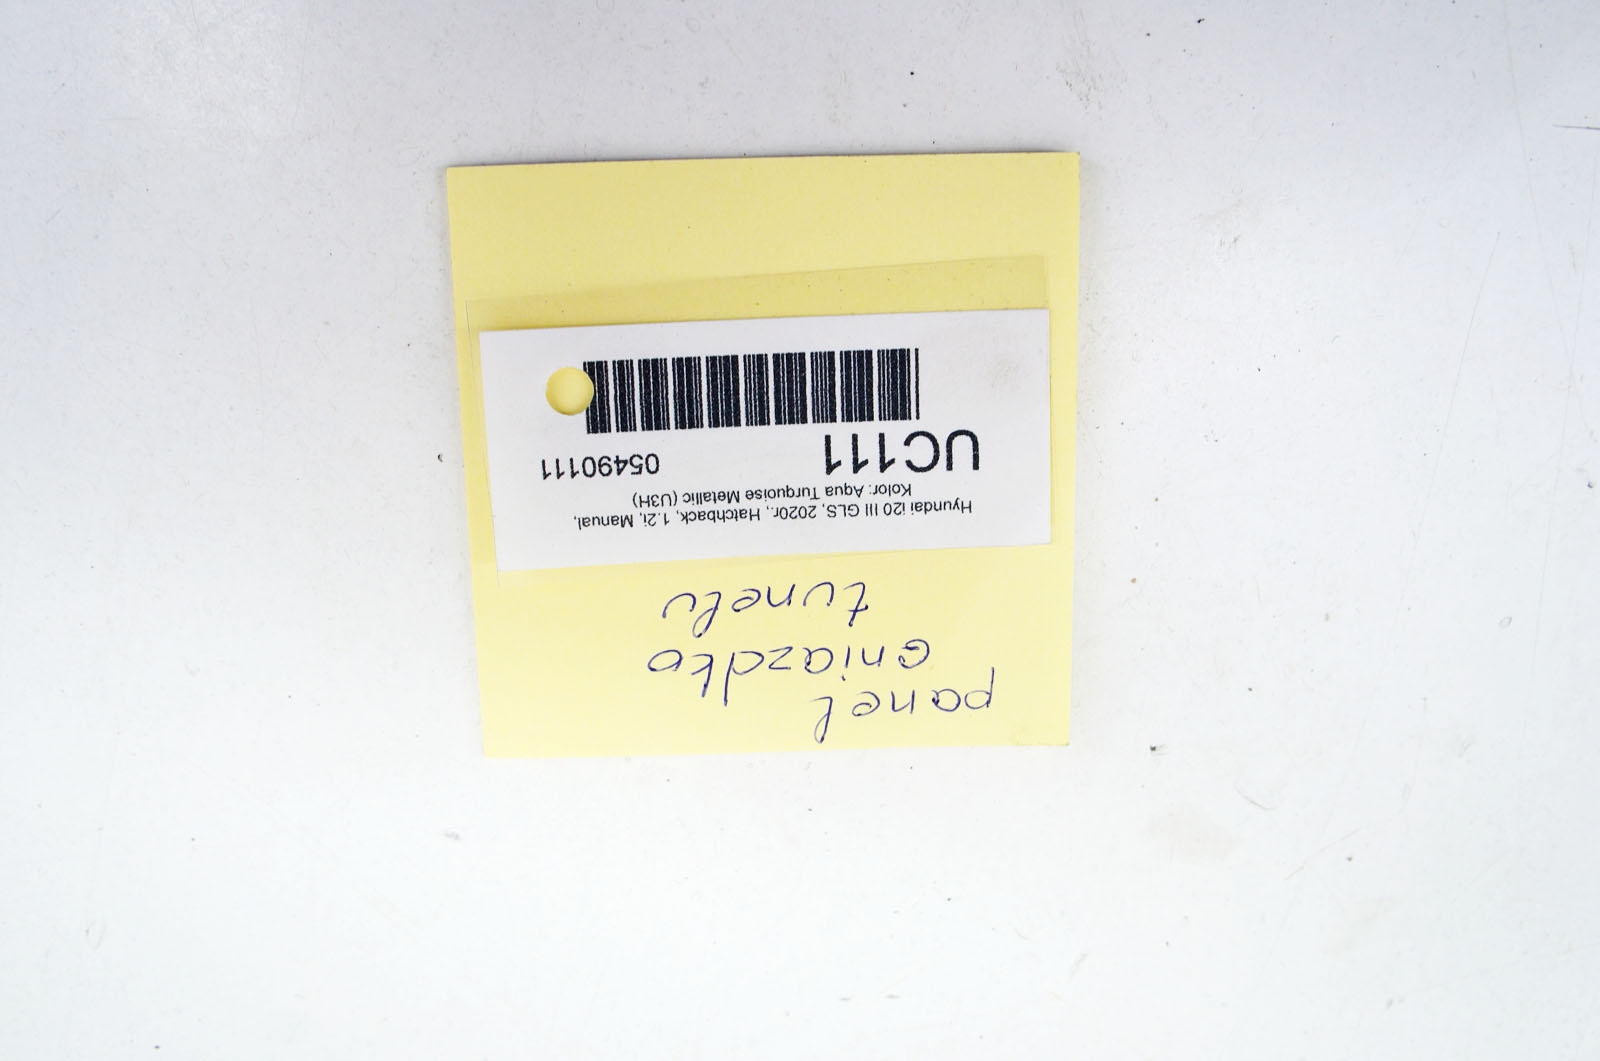 panel
gniazdko
tunelu
Hyundai i20 III GLS, 2020r., Hatchback, 1.2i, Manual,
Kolor: Aqua Turquoise Metallic (U3H)
UC111 05490111